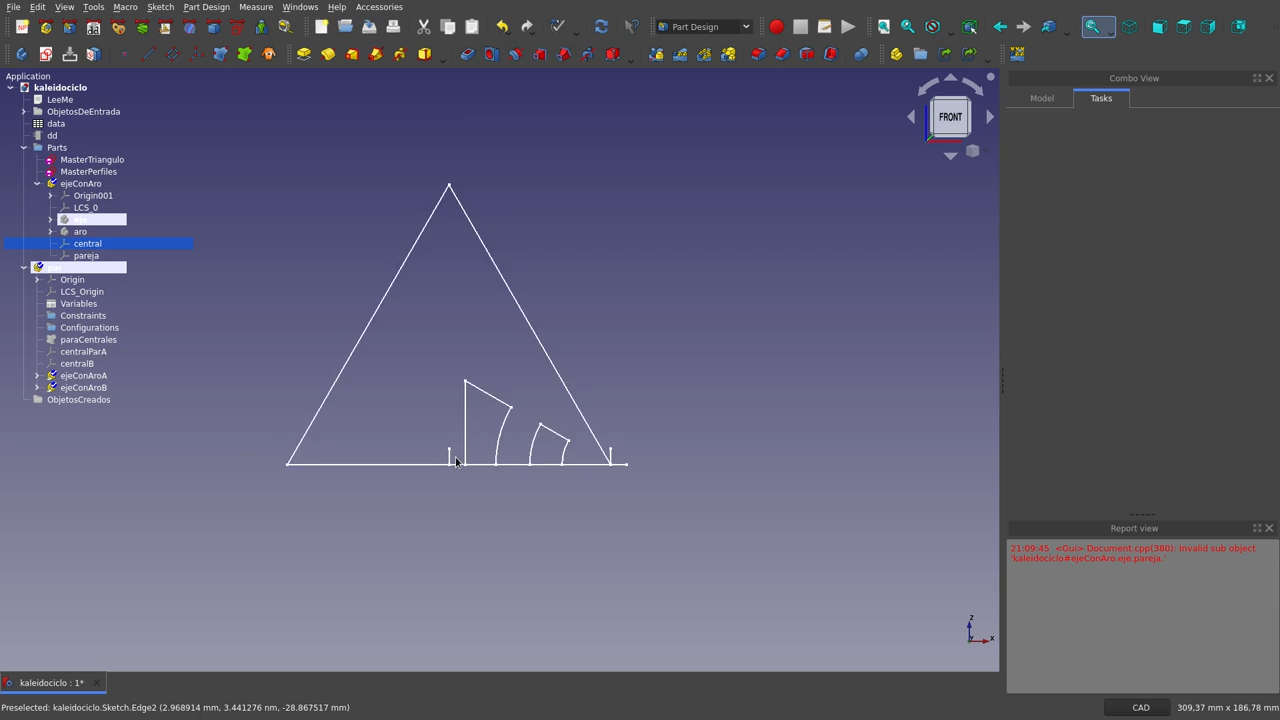 File Edit View Tools Macro Sketch Part Design Measure Windows Help Accessories
Part Design
Application
kaleidociclo
LeeMe
ObjetosDeEntrada
data
dd
Parts
MasterTriangulo
MasterPerfiles
ejeConAro
Origin001
LCS_0
eje
aro
central
pareja
par
Origin
LCS_Origin
Variables
Constraints
Configurations
paraCentrales
centralParA
centralB
ejeConAroA
ejeConAroB
ObjetosCreados
FRONT
Z
X
Combo View
Model Tasks
Report view
21:09:45 <Gui> Document.cpp(380): Invalid sub object
'kaleidociclo#ejeConAro.eje.pareja.'
kaleidociclo : 1*
Preselected: kaleidociclo.Sketch.Edge2 (2.968914 mm, 3.441276 nm, -28.867517 mm)
CAD
309,37 mm x 186,78 mm